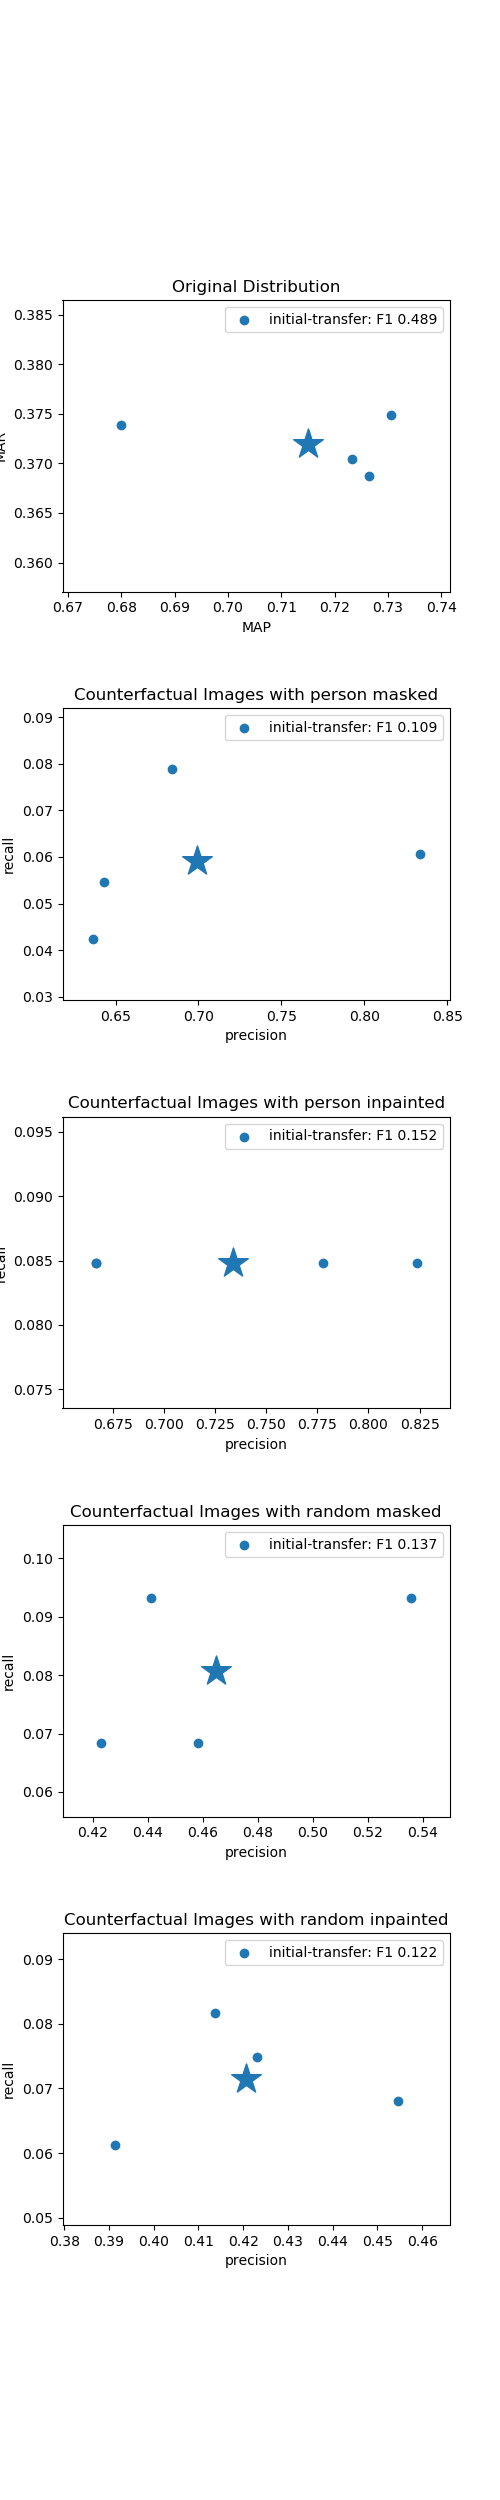 Original Distribution
initial-transfer: F1 0.489
0.385
0.380
0.375
0.370
0.365
0.360
MAR
0.67 0.68 0.69 0.70 0.71 0.72 0.73 0.74
MAP
Counterfactual Images with person masked
initial-transfer: F1 0.109
0.09
0.08
0.07
0.06
0.05
0.04
0.03
recall
0.65 0.70 0.75 0.80 0.85
precision
Counterfactual Images with person inpainted
initial-transfer: F1 0.152
0.095
0.090
0.085
0.080
0.075
recall
0.675 0.700 0.725 0.750 0.775 0.800 0.825
precision
Counterfactual Images with random masked
initial-transfer: F1 0.137
0.10
0.09
0.08
0.07
0.06
recall
0.42 0.44 0.46 0.48 0.50 0.52 0.54
precision
Counterfactual Images with random inpainted
initial-transfer: F1 0.122
0.09
0.08
0.07
0.06
0.05
recall
0.38 0.39 0.40 0.41 0.42 0.43 0.44 0.45 0.46
precision